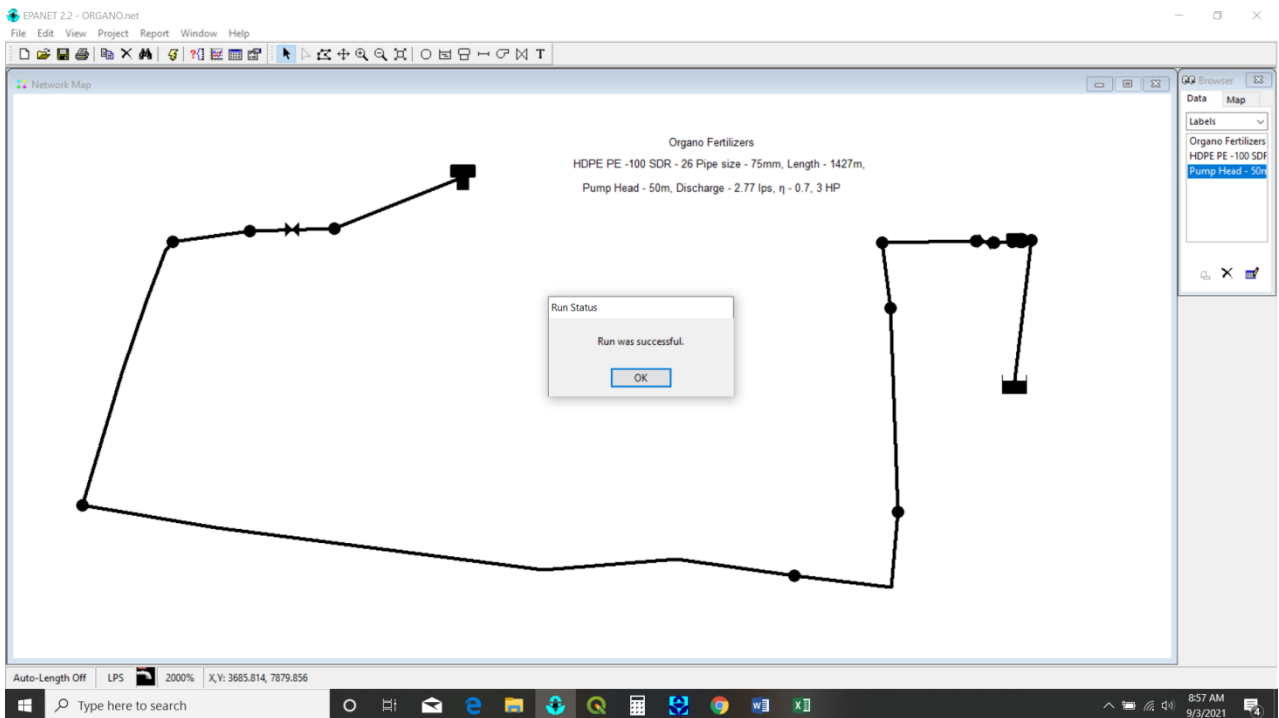 EPANET 2.2 - ORGANO.net
File Edit View Project Report Window Help
T
Network Map
Browser
Data Map
Labels
Organo Fertilizers
HDPE PE -100 SDF
Pump Head - 50m
Organo Fertilizers
HDPE PE -100 SDR - 26 Pipe size - 75mm, Length - 1427m,
Pump Head - 50m, Discharge - 2.77 lps, η - 0.7, 3 HP
Run Status
Run was successful.
OK
Auto-Length Off LPS 2000% X,Y: 3685.814, 7879.856
Type here to search
8:57 AM
9/3/2021
4